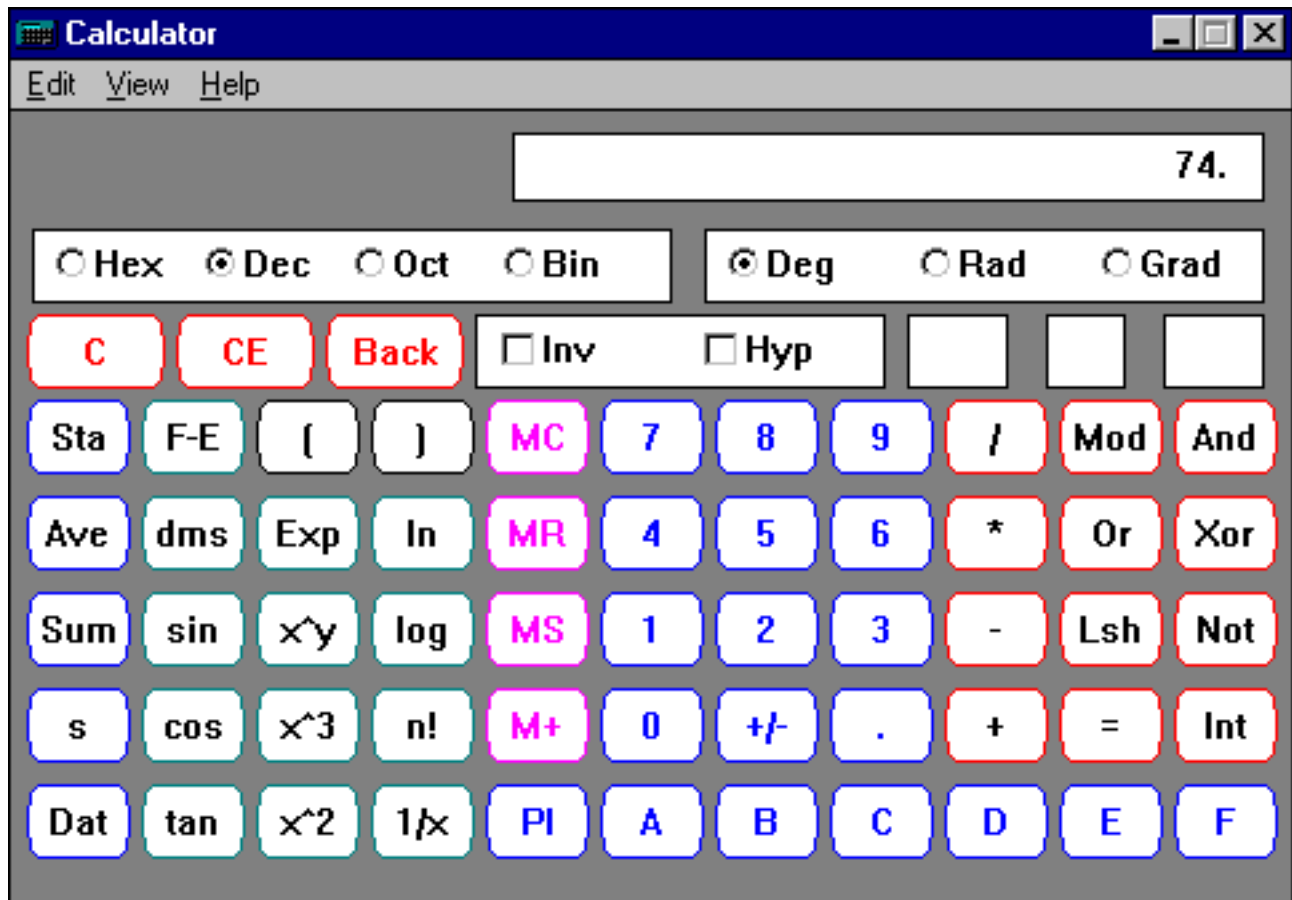 Calculator
Edit View Help
74.
Hex Dec Oct Bin Deg Rad Grad
C CE Back Inv Hyp
Sta F-E ( ) MC 7 8 9 / Mod And
Ave dms Exp ln MR 4 5 6 * Or Xor
Sum sin x^y log MS 1 2 3 - Lsh Not
s cos x^3 n! M+ 0 +/- . + = Int
Dat tan x^2 1/x PI A B C D E F